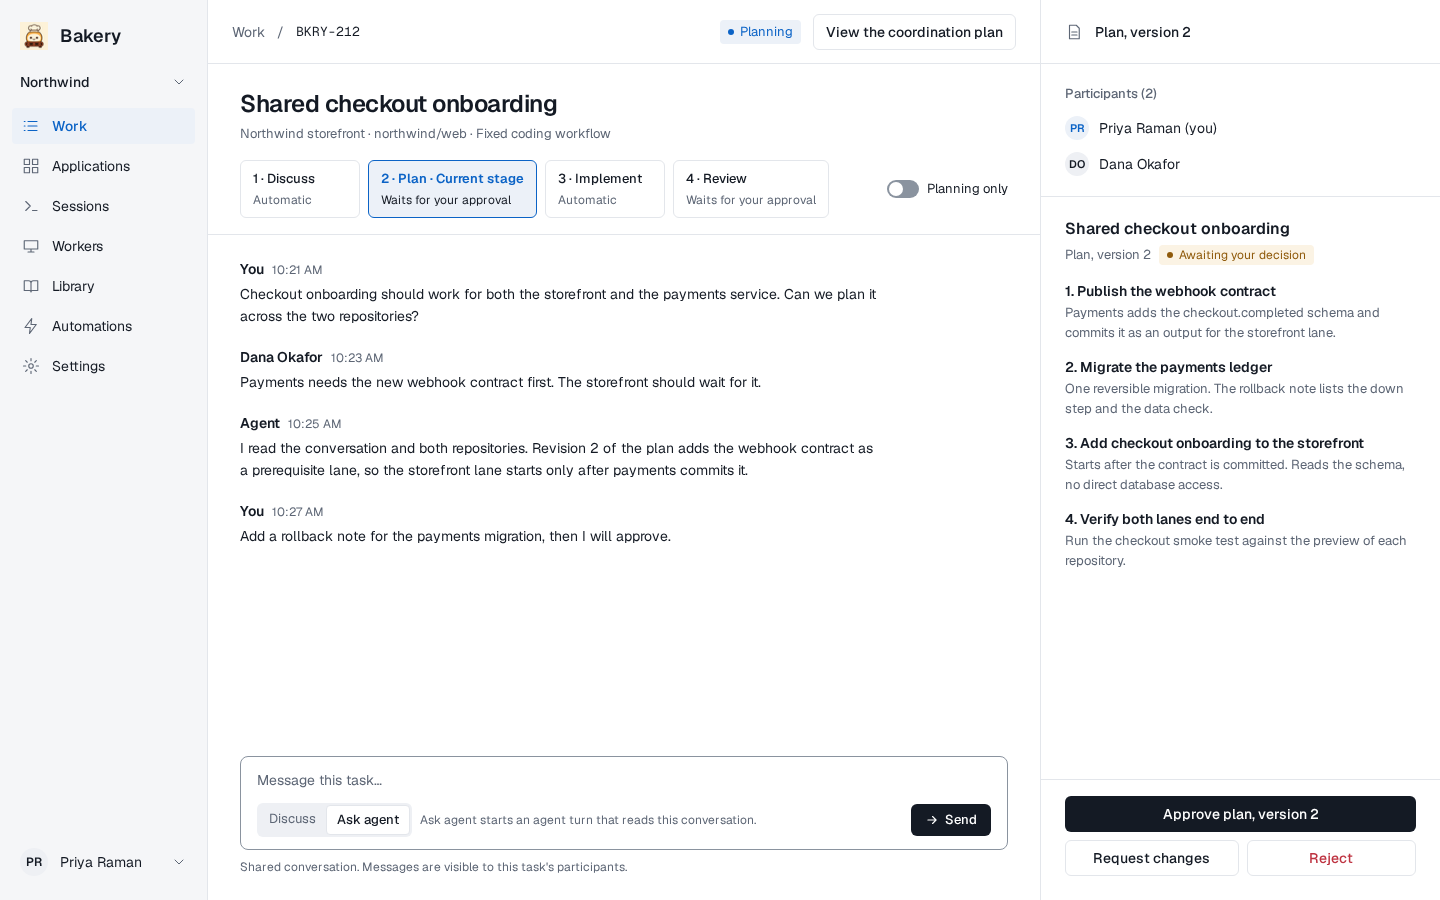 Bakery
Northwind
Work
Applications
Sessions
Workers
Library
Automations
Settings
PR Priya Raman
Work / BKRY-212
Planning
View the coordination plan
Shared checkout onboarding
Northwind storefront · northwind/web · Fixed coding workflow
1 · Discuss
Automatic
2 · Plan · Current stage
Waits for your approval
3 · Implement
Automatic
4 · Review
Waits for your approval
Planning only
You 10:21 AM
Checkout onboarding should work for both the storefront and the payments service. Can we plan it
across the two repositories?
Dana Okafor 10:23 AM
Payments needs the new webhook contract first. The storefront should wait for it.
Agent 10:25 AM
I read the conversation and both repositories. Revision 2 of the plan adds the webhook contract as
a prerequisite lane, so the storefront lane starts only after payments commits it.
You 10:27 AM
Add a rollback note for the payments migration, then I will approve.
Message this task…
Discuss
Ask agent
Ask agent starts an agent turn that reads this conversation.
→ Send
Shared conversation. Messages are visible to this task's participants.
Plan, version 2
Participants (2)
PR Priya Raman (you)
DO Dana Okafor
Shared checkout onboarding
Plan, version 2
Awaiting your decision
1. Publish the webhook contract
Payments adds the checkout.completed schema and
commits it as an output for the storefront lane.
2. Migrate the payments ledger
One reversible migration. The rollback note lists the down
step and the data check.
3. Add checkout onboarding to the storefront
Starts after the contract is committed. Reads the schema,
no direct database access.
4. Verify both lanes end to end
Run the checkout smoke test against the preview of each
repository.
Approve plan, version 2
Request changes
Reject